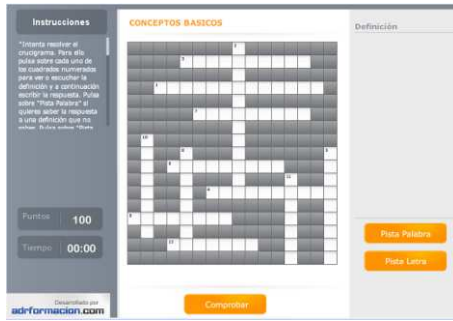 Instrucciones
"Intenta resolver el
crucigrama. Para ello
pulsa sobre cada uno de
los cuadrados numerados
para ver o escuchar la
definición y a continuación
escribir la respuesta. Pulsa
sobre "Pista Palabra" si
quieres saber la respuesta
a una definición que no
sabes. Pulsa sobre "Pista
Puntos 100
Tiempo 00:00
Desarrollado por
adrformacion.com
CONCEPTOS BASICOS
Comprobar
Definición
Pista Palabra
Pista Letra